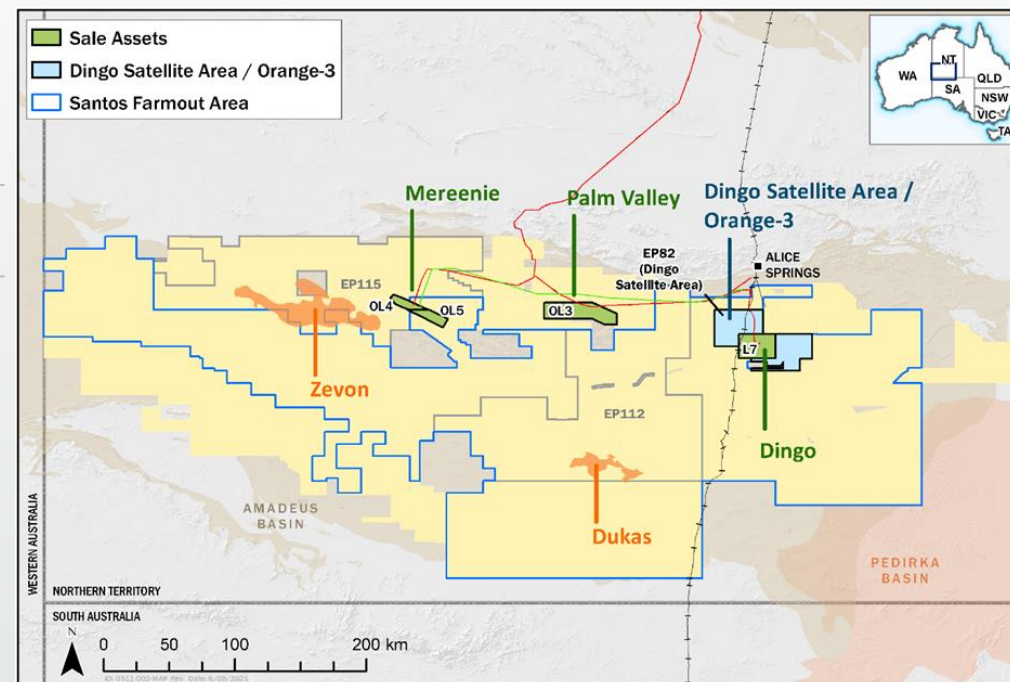 Sale Assets
Dingo Satellite Area / Orange-3
Santos Farmout Area
WA
NT
QLD
SA
NSW
VIC
TA
Mereenie
Palm Valley
Dingo Satellite Area /
Orange-3
EP82
(Dingo
Satellite Area)
ALICE
SPRINGS
EP115
OL4
OL5
OL3
L7
Zevon
EP112
Dingo
AMADEUS
BASIN
Dukas
PEDIRKA
BASIN
WESTERN AUSTRALIA
NORTHERN TERRITORY
SOUTH AUSTRALIA
N
0 50 100 200 km